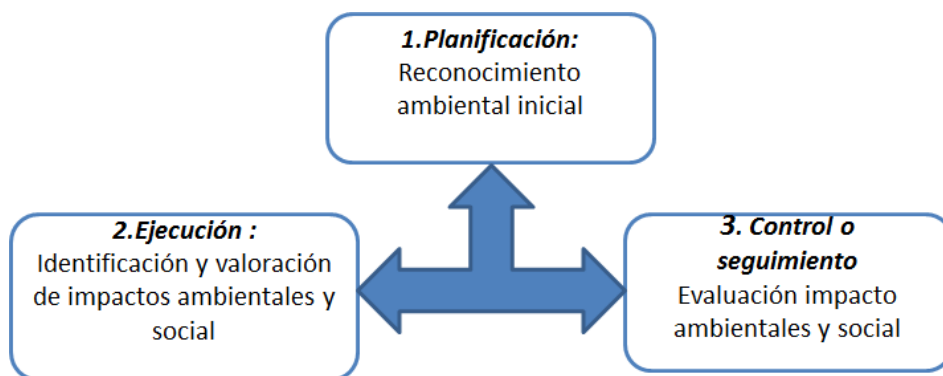 1.Planificación:
Reconocimiento
ambiental inicial
2.Ejecución :
Identificación y valoración
de impactos ambientales y
social
3. Control o
seguimiento
Evaluación impacto
ambientales y social